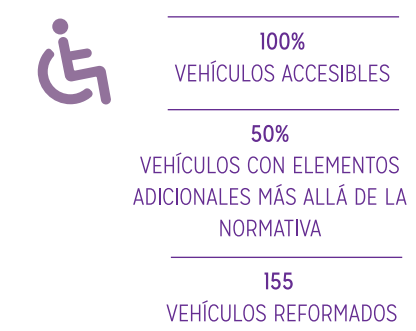 100%
VEHÍCULOS ACCESIBLES
50%
VEHÍCULOS CON ELEMENTOS
ADICIONALES MÁS ALLÁ DE LA
NORMATIVA
155
VEHÍCULOS REFORMADOS